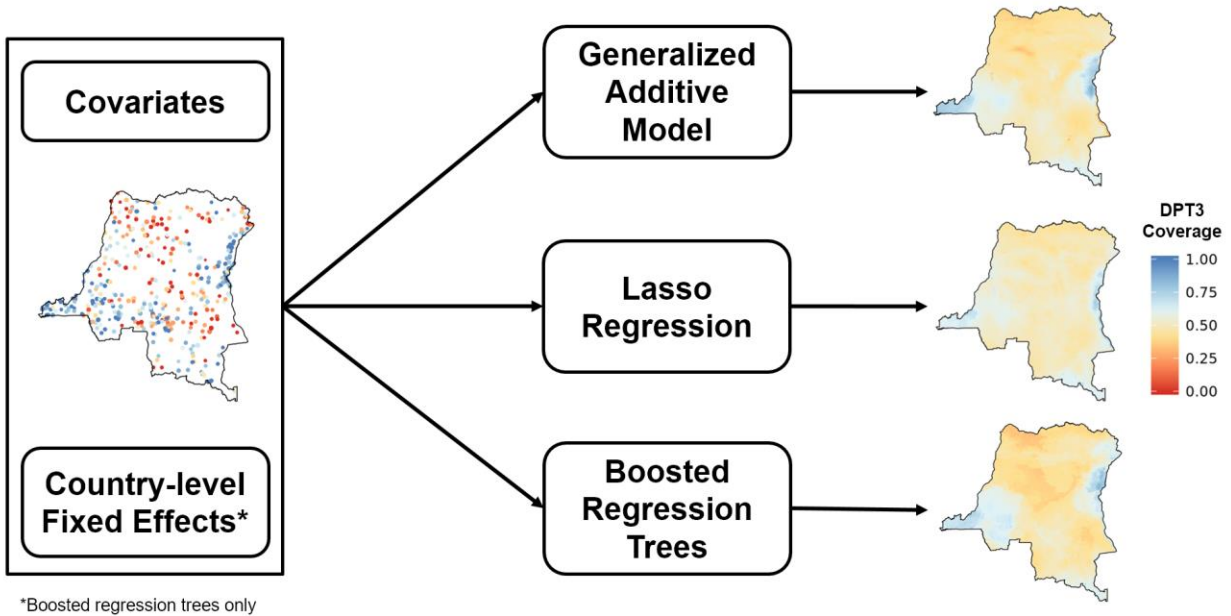 Covariates
Country-level
Fixed Effects*
*Boosted regression trees only
Generalized
Additive
Model
Lasso
Regression
Boosted
Regression
Trees
DPT3
Coverage
1.00
0.75
0.50
0.25
0.00